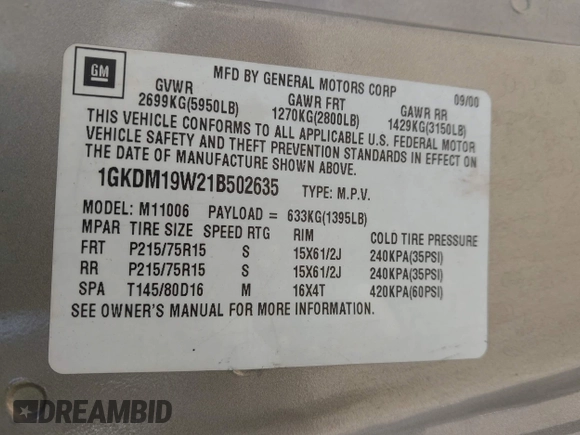 GM
MFD BY GENERAL MOTORS CORP 09/00
GVWR GAWR FRT GAWR RR
2699KG(5950LB) 1270KG(2800LB) 1429KG(3150LB)
THIS VEHICLE CONFORMS TO ALL APPLICABLE U.S. FEDERAL MOTOR
VEHICLE SAFETY AND THEFT PREVENTION STANDARDS IN EFFECT ON
THE DATE OF MANUFACTURE SHOWN ABOVE.
1GKDM19W21B502635 TYPE: M.P.V.
MODEL: M11006 PAYLOAD = 633KG(1395LB)
MPAR TIRE SIZE SPEED RTG RIM COLD TIRE PRESSURE
FRT P215/75R15 S 15X61/2J 240KPA(35PSI)
RR P215/75R15 S 15X61/2J 240KPA(35PSI)
SPA T145/80D16 M 16X4T 420KPA(60PSI)
SEE OWNER'S MANUAL FOR MORE INFORMATION.
DREAMBID